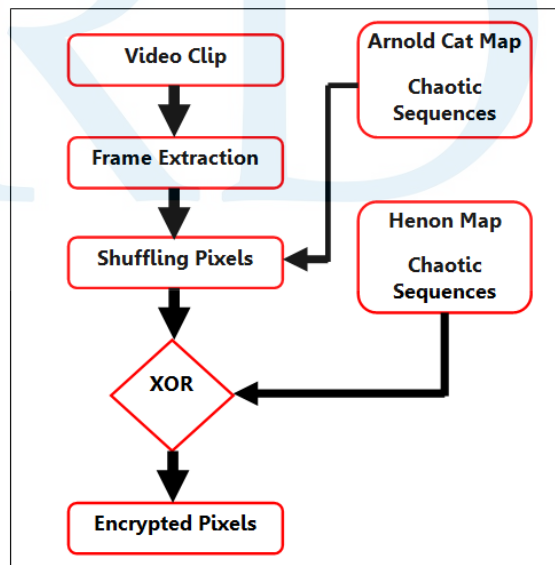 Video Clip
Arnold Cat Map
Chaotic
Sequences
Frame Extraction
Shuffling Pixels
Henon Map
Chaotic
Sequences
XOR
Encrypted Pixels